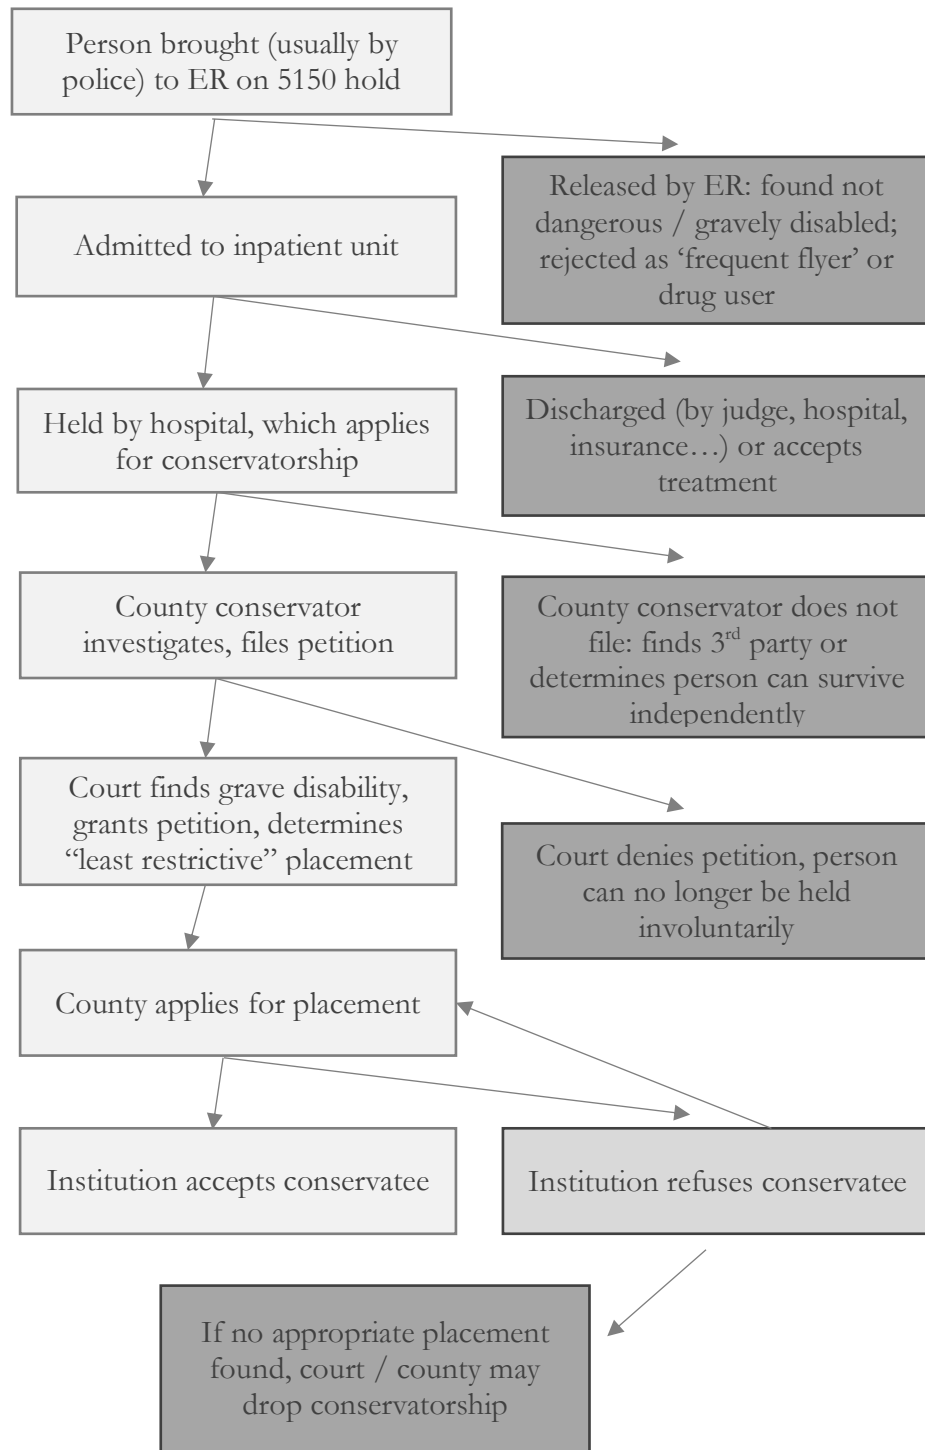 Person brought (usually by
police) to ER on 5150 hold
Released by ER: found not
dangerous / gravely disabled;
rejected as ‘frequent flyer’ or
drug user
Admitted to inpatient unit
Discharged (by judge, hospital,
insurance…) or accepts
treatment
Held by hospital, which applies
for conservatorship
County conservator
investigates, files petition
County conservator does not
file: finds 3rd party or
determines person can survive
independently
Court finds grave disability,
grants petition, determines
“least restrictive” placement
Court denies petition, person
can no longer be held
involuntarily
County applies for placement
Institution accepts conservatee
Institution refuses conservatee
If no appropriate placement
found, court / county may
drop conservatorship